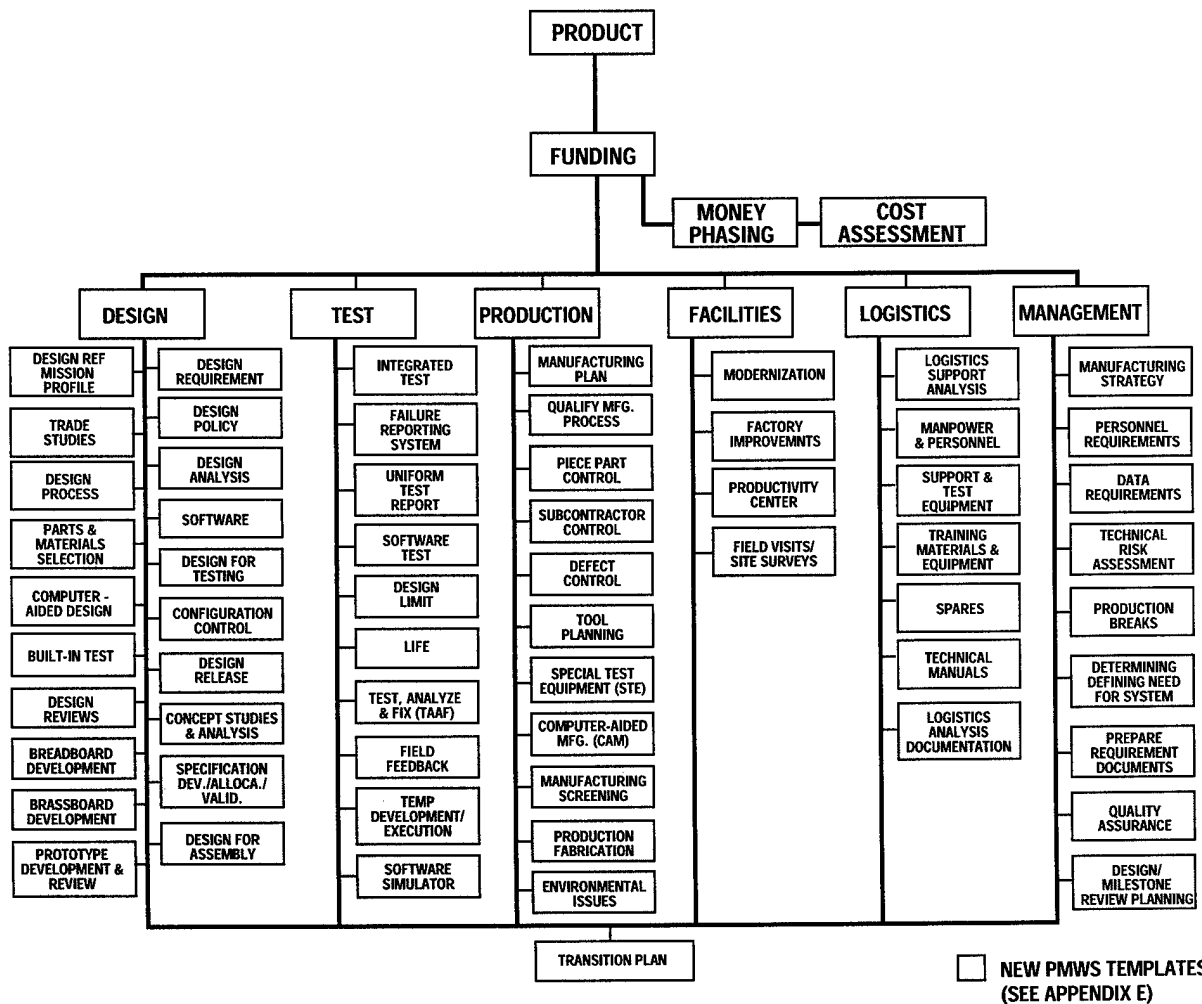 PRODUCT
FUNDING
MONEY
PHASING
COST
ASSESSMENT
DESIGN
TEST
PRODUCTION
FACILITIES
LOGISTICS
MANAGEMENT
DESIGN REF
MISSION
PROFILE
TRADE
STUDIES
DESIGN
PROCESS
PARTS &
MATERIALS
SELECTION
COMPUTER -
AIDED DESIGN
BUILT-IN TEST
DESIGN
REVIEWS
BREADBOARD
DEVELOPMENT
BRASSBOARD
DEVELOPMENT
PROTOTYPE
DEVELOPMENT &
REVIEW
DESIGN
REQUIREMENT
DESIGN
POLICY
DESIGN
ANALYSIS
SOFTWARE
DESIGN FOR
TESTING
CONFIGURATION
CONTROL
DESIGN
RELEASE
CONCEPT STUDIES
& ANALYSIS
SPECIFICATION
DEV./ALLOCA./
VALID.
DESIGN FOR
ASSEMBLY
INTEGRATED
TEST
FAILURE
REPORTING
SYSTEM
UNIFORM
TEST
REPORT
SOFTWARE
TEST
DESIGN
LIMIT
LIFE
TEST, ANALYZE
& FIX (TAAF)
FIELD
FEEDBACK
TEMP
DEVELOPMENT/
EXECUTION
SOFTWARE
SIMULATOR
MANUFACTURING
PLAN
QUALIFY MFG.
PROCESS
PIECE PART
CONTROL
SUBCONTRACTOR
CONTROL
DEFECT
CONTROL
TOOL
PLANNING
SPECIAL TEST
EQUIPMENT (STE)
COMPUTER-AIDED
MFG. (CAM)
MANUFACTURING
SCREENING
PRODUCTION
FABRICATION
ENVIRONMENTAL
ISSUES
MODERNIZATION
FACTORY
IMPROVEMNTS
PRODUCTIVITY
CENTER
FIELD VISITS/
SITE SURVEYS
LOGISTICS
SUPPORT
ANALYSIS
MANPOWER
& PERSONNEL
SUPPORT &
TEST
EQUIPMENT
TRAINING
MATERIALS &
EQUIPMENT
SPARES
TECHNICAL
MANUALS
LOGISTICS
ANALYSIS
DOCUMENTATION
MANUFACTURING
STRATEGY
PERSONNEL
REQUIREMENTS
DATA
REQUIREMENTS
TECHNICAL
RISK
ASSESSMENT
PRODUCTION
BREAKS
DETERMINING
DEFINING NEED
FOR SYSTEM
PREPARE
REQUIREMENT
DOCUMENTS
QUALITY
ASSURANCE
DESIGN/
MILESTONE
REVIEW PLANNING
TRANSITION PLAN
NEW PMWS TEMPLATES
(SEE APPENDIX E)